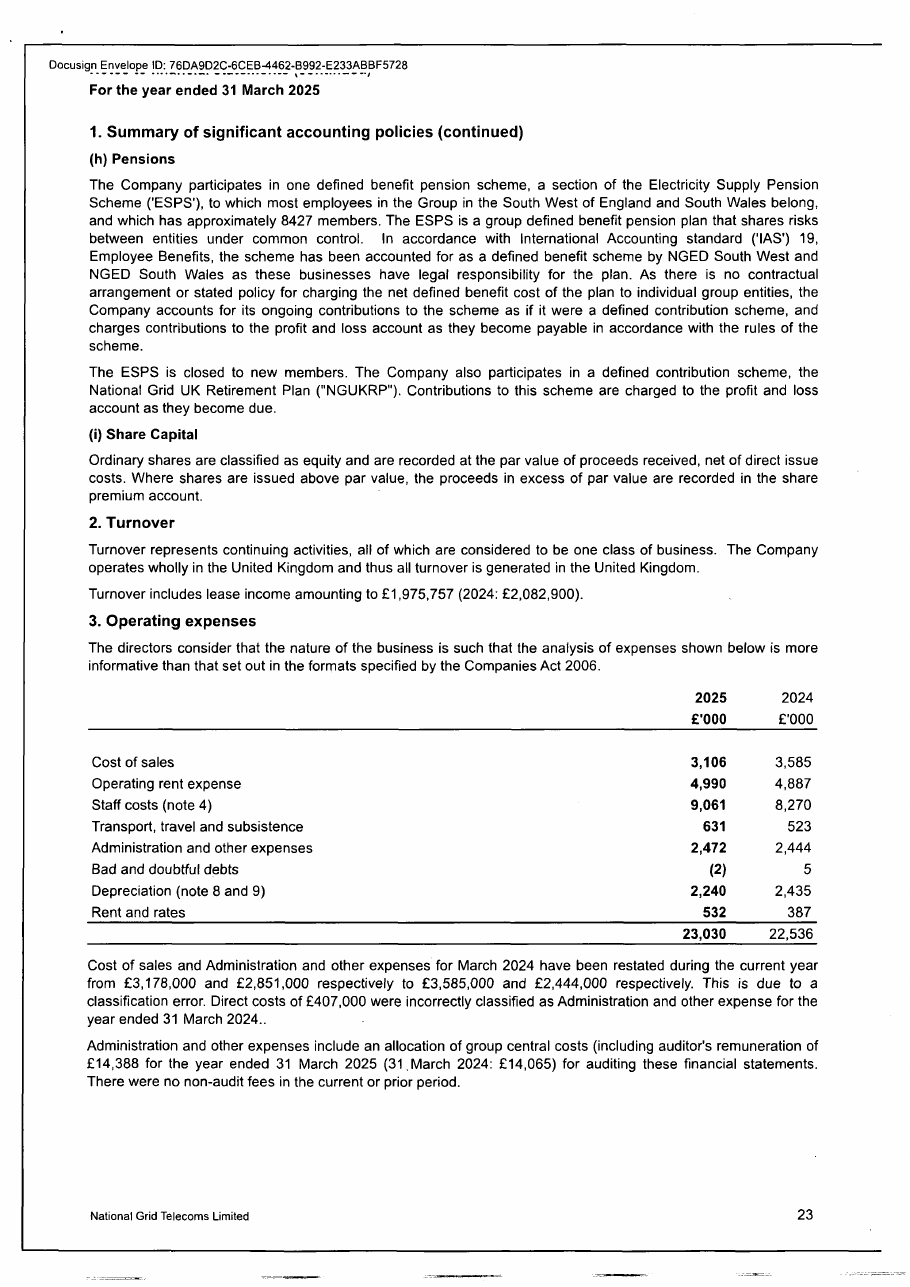 Docusign Envelope ID: 76DA9D2C-6CEB-4462-B992-E233ABBF5728
For the year ended 31 March 2025
1. Summary of significant accounting policies (continued)
(h) Pensions
The Company participates in one defined benefit pension scheme, a section of the Electricity Supply Pension
Scheme ('ESPS'), to which most employees in the Group in the South West of England and South Wales belong,
and which has approximately 8427 members. The ESPS is a group defined benefit pension plan that shares risks
between entities under common control. In accordance with International Accounting standard ('IAS') 19,
Employee Benefits, the scheme has been accounted for as a defined benefit scheme by NGED South West and
NGED South Wales as these businesses have legal responsibility for the plan. As there is no contractual
arrangement or stated policy for charging the net defined benefit cost of the plan to individual group entities, the
Company accounts for its ongoing contributions to the scheme as if it were a defined contribution scheme, and
charges contributions to the profit and loss account as they become payable in accordance with the rules of the
scheme.
The ESPS is closed to new members. The Company also participates in a defined contribution scheme, the
National Grid UK Retirement Plan ("NGUKRP"). Contributions to this scheme are charged to the profit and loss
account as they become due.
(i) Share Capital
Ordinary shares are classified as equity and are recorded at the par value of proceeds received, net of direct issue
costs. Where shares are issued above par value, the proceeds in excess of par value are recorded in the share
premium account.
2. Turnover
Turnover represents continuing activities, all of which are considered to be one class of business. The Company
operates wholly in the United Kingdom and thus all turnover is generated in the United Kingdom.
Turnover includes lease income amounting to £1,975,757 (2024: £2,082,900).
3. Operating expenses
The directors consider that the nature of the business is such that the analysis of expenses shown below is more
informative than that set out in the formats specified by the Companies Act 2006.
2025 2024
£'000 £'000
Cost of sales 3,106 3,585
Operating rent expense 4,990 4,887
Staff costs (note 4) 9,061 8,270
Transport, travel and subsistence 631 523
Administration and other expenses 2,472 2,444
Bad and doubtful debts (2) 5
Depreciation (note 8 and 9) 2,240 2,435
Rent and rates 532 387
23,030 22,536
Cost of sales and Administration and other expenses for March 2024 have been restated during the current year
from £3,178,000 and £2,851,000 respectively to £3,585,000 and £2,444,000 respectively. This is due to a
classification error. Direct costs of £407,000 were incorrectly classified as Administration and other expense for the
year ended 31 March 2024..
Administration and other expenses include an allocation of group central costs (including auditor's remuneration of
£14,388 for the year ended 31 March 2025 (31 March 2024: £14,065) for auditing these financial statements.
There were no non-audit fees in the current or prior period.
National Grid Telecoms Limited 23